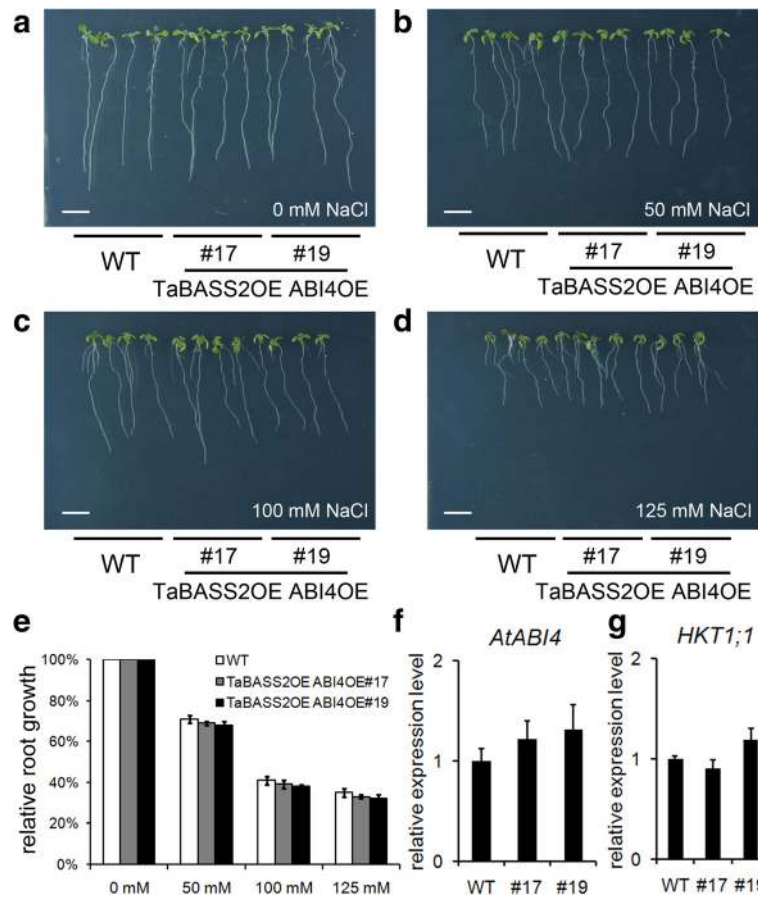 a
0 mM NaCl
WT
#17
#19
TaBASS2OE ABI4OE
b
50 mM NaCl
WT
#17
#19
TaBASS2OE ABI4OE
c
100 mM NaCl
WT
#17
#19
TaBASS2OE ABI4OE
d
125 mM NaCl
WT
#17
#19
TaBASS2OE ABI4OE
e
relative root growth
100%
80%
60%
40%
20%
0%
WT
TaBASS2OE ABI4OE#17
TaBASS2OE ABI4OE#19
0 mM 50 mM 100 mM 125 mM
f
AtABI4
relative expression level
2
1
0
WT #17 #19
g
HKT1;1
relative expression level
2
1
0
WT #17 #19